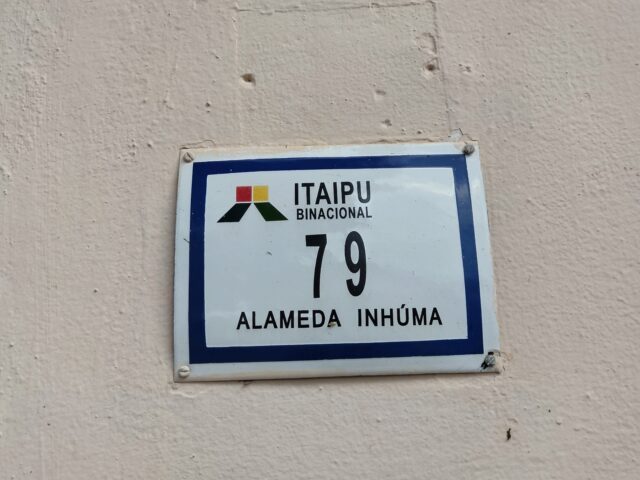 ITAIPU
BINACIONAL
79
ALAMEDA INHÚMA